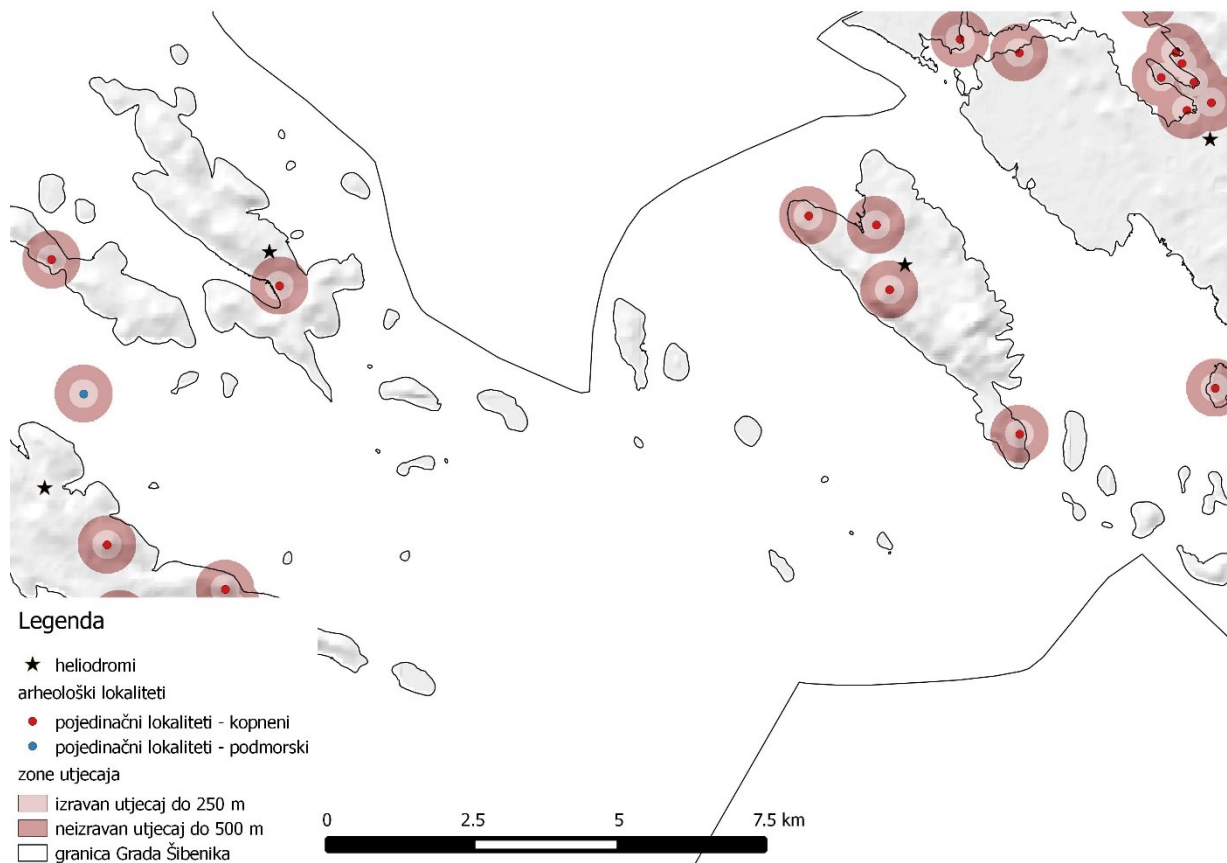 Legenda
heliodromi
arheološki lokaliteti
pojedinačni lokaliteti - kopneni
pojedinačni lokaliteti - podmorski
zone utjecaja
izravan utjecaj do 250 m
neizravan utjecaj do 500 m
granica Grada Šibenika
0 2.5 5 7.5 km